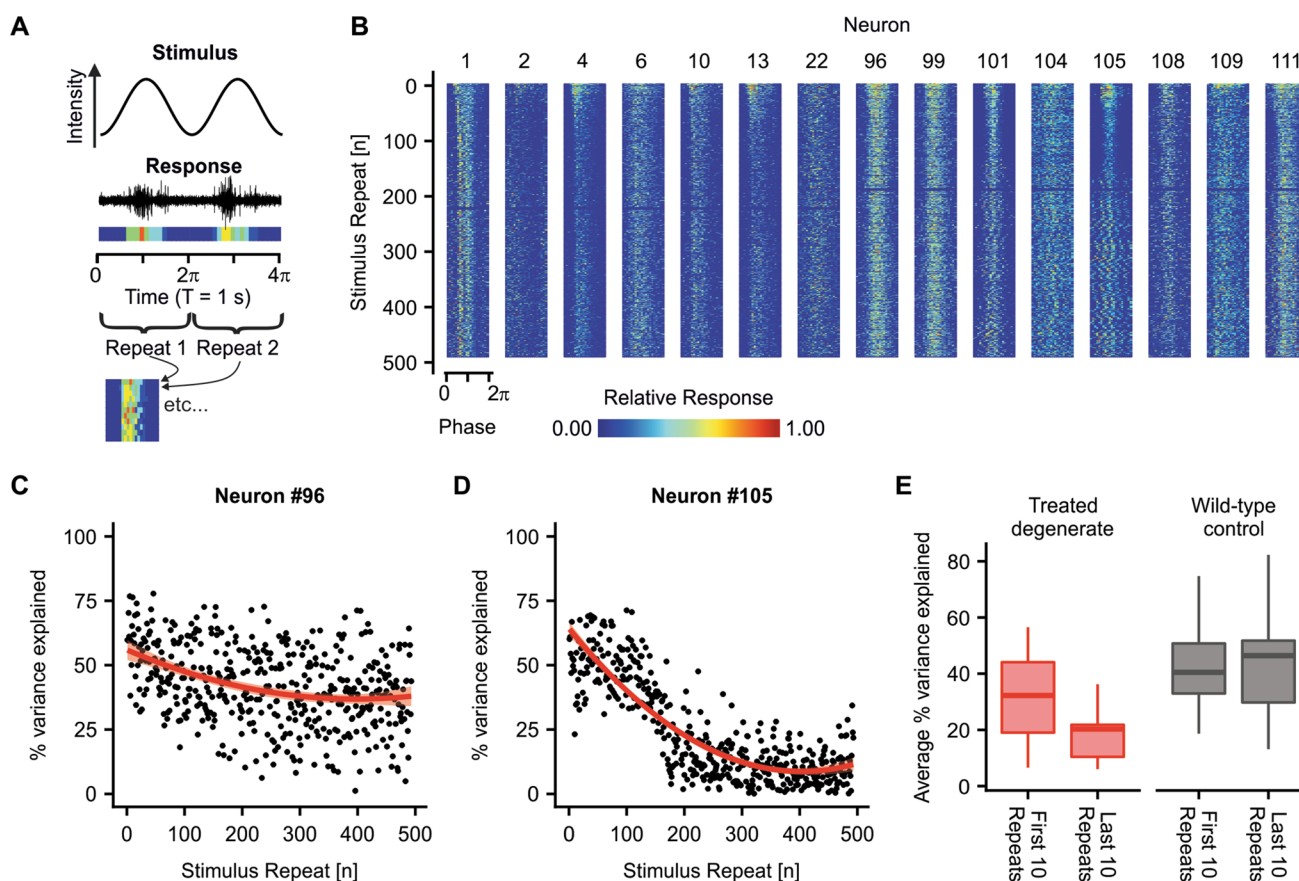 A
Stimulus
Intensity
Response
0 2π 4π
Time (T = 1 s)
Repeat 1 Repeat 2
etc...
B
Neuron
1 2 4 6 10 13 22 96 99 101 104 105 108 109 111
Stimulus Repeat [n]
0
100
200
300
400
500
0 2π
Phase
Relative Response
0.00 1.00
C
Neuron #96
% variance explained
100
75
50
25
0
0 100 200 300 400 500
Stimulus Repeat [n]
D
Neuron #105
% variance explained
100
75
50
25
0
0 100 200 300 400 500
Stimulus Repeat [n]
E
Treated
degenerate
Wild-type
control
Average % variance explained
80
60
40
20
0
First 10
Repeats
Last 10
Repeats
First 10
Repeats
Last 10
Repeats